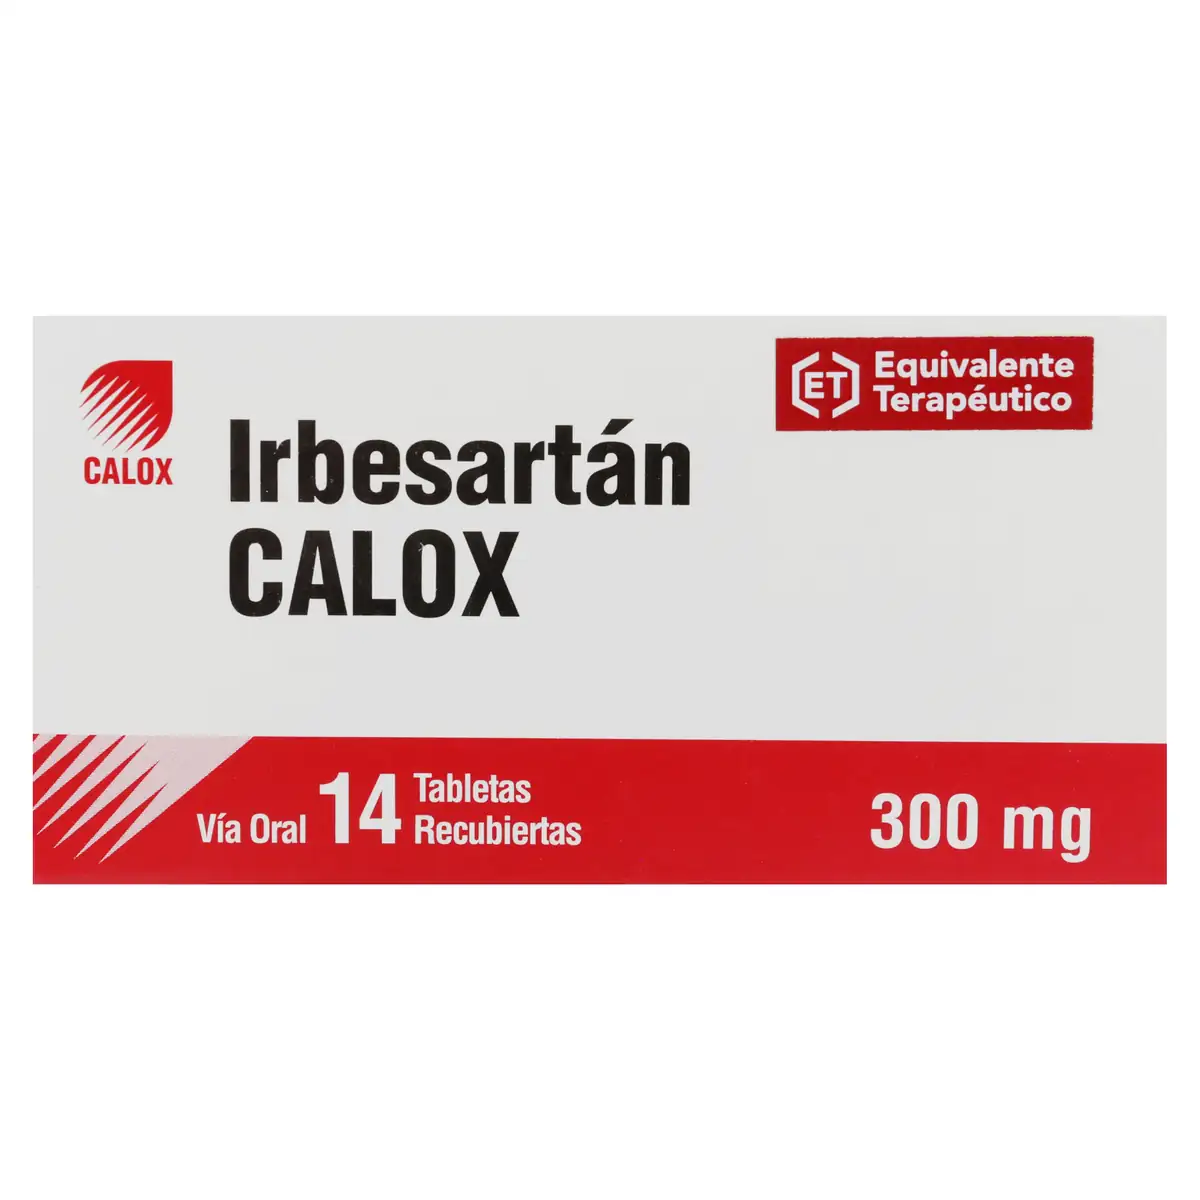 CALOX
Irbesartán
CALOX
ET
Equivalente
Terapéutico
Vía Oral 14 Tabletas
Recubiertas
300 mg